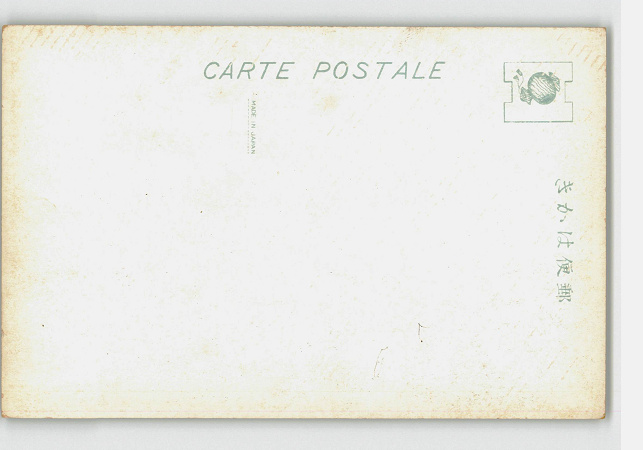 CARTE POSTALE
MADE IN JAPAN
きかは便郵